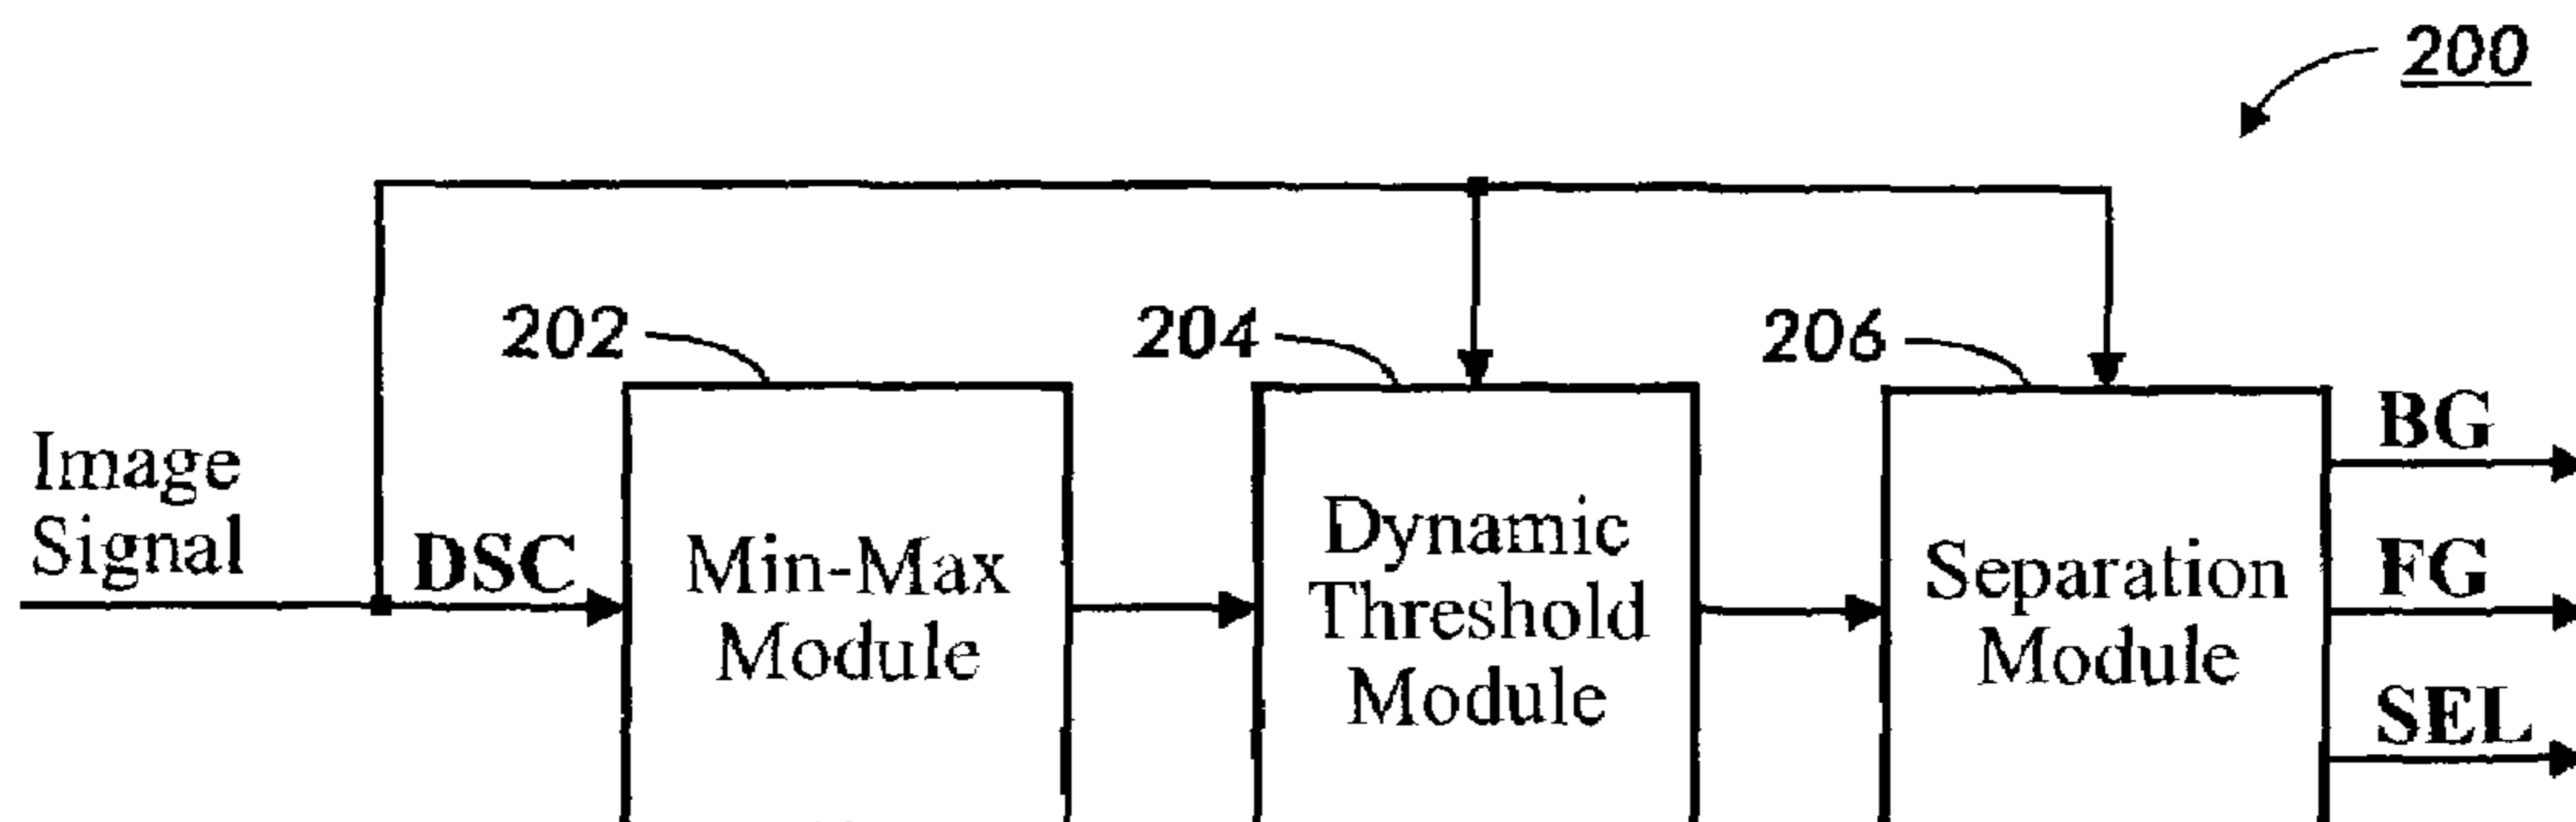 200
202
204
206
Image
Signal
DSC
Min-Max
Module
Dynamic
Threshold
Module
Separation
Module
BG
FG
SEL